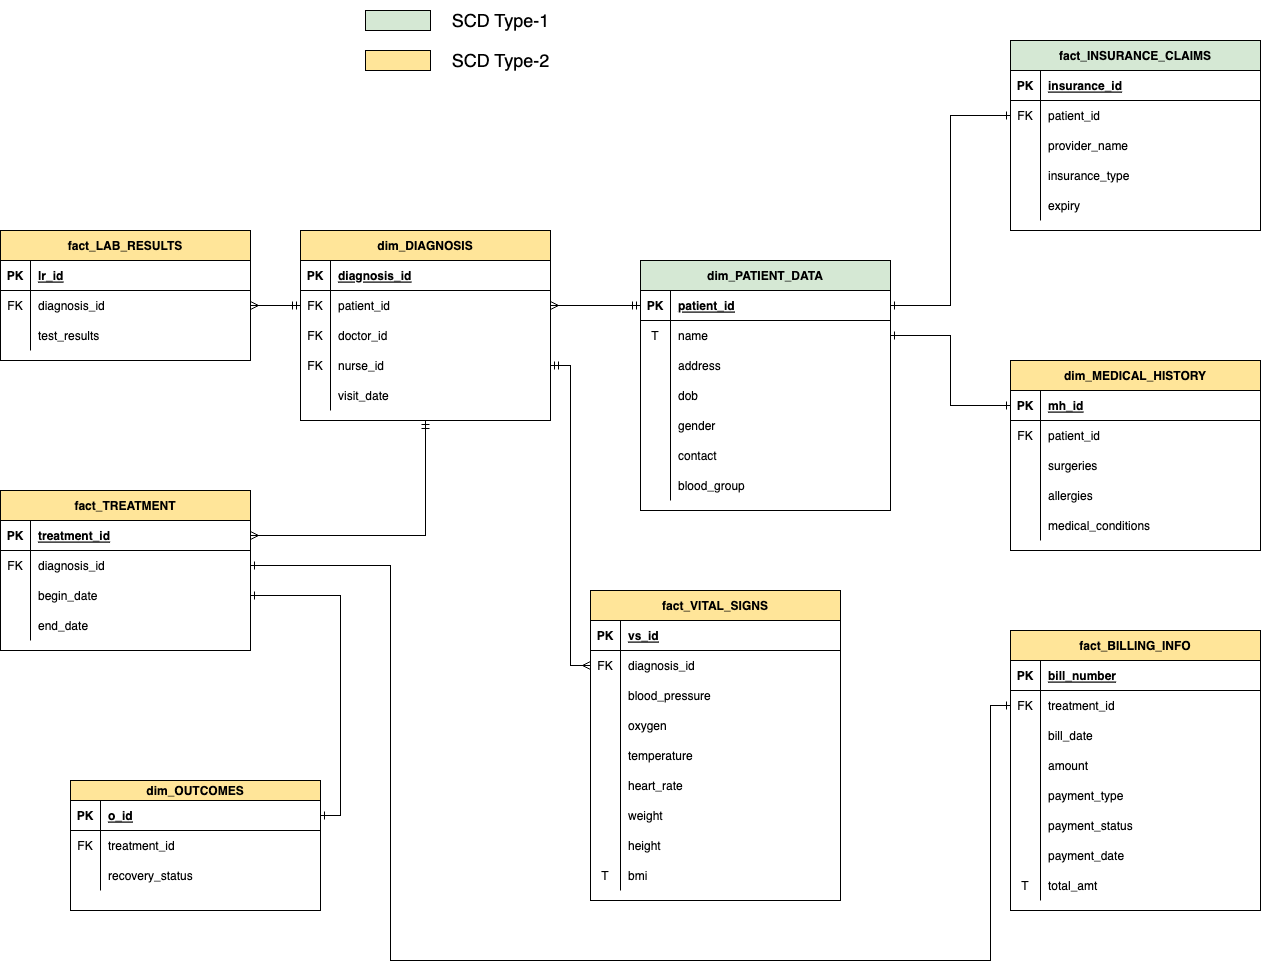 SCD Type-1
SCD Type-2
fact_INSURANCE_CLAIMS
PK insurance_id
FK patient_id
provider_name
insurance_type
expiry
fact_LAB_RESULTS
PK lr_id
FK diagnosis_id
test_results
dim_DIAGNOSIS
PK diagnosis_id
FK patient_id
FK doctor_id
FK nurse_id
visit_date
dim_PATIENT_DATA
PK patient_id
T name
address
dob
gender
contact
blood_group
dim_MEDICAL_HISTORY
PK mh_id
FK patient_id
surgeries
allergies
medical_conditions
fact_TREATMENT
PK treatment_id
FK diagnosis_id
begin_date
end_date
fact_VITAL_SIGNS
PK vs_id
FK diagnosis_id
blood_pressure
oxygen
temperature
heart_rate
weight
height
T bmi
fact_BILLING_INFO
PK bill_number
FK treatment_id
bill_date
amount
payment_type
payment_status
payment_date
T total_amt
dim_OUTCOMES
PK o_id
FK treatment_id
recovery_status